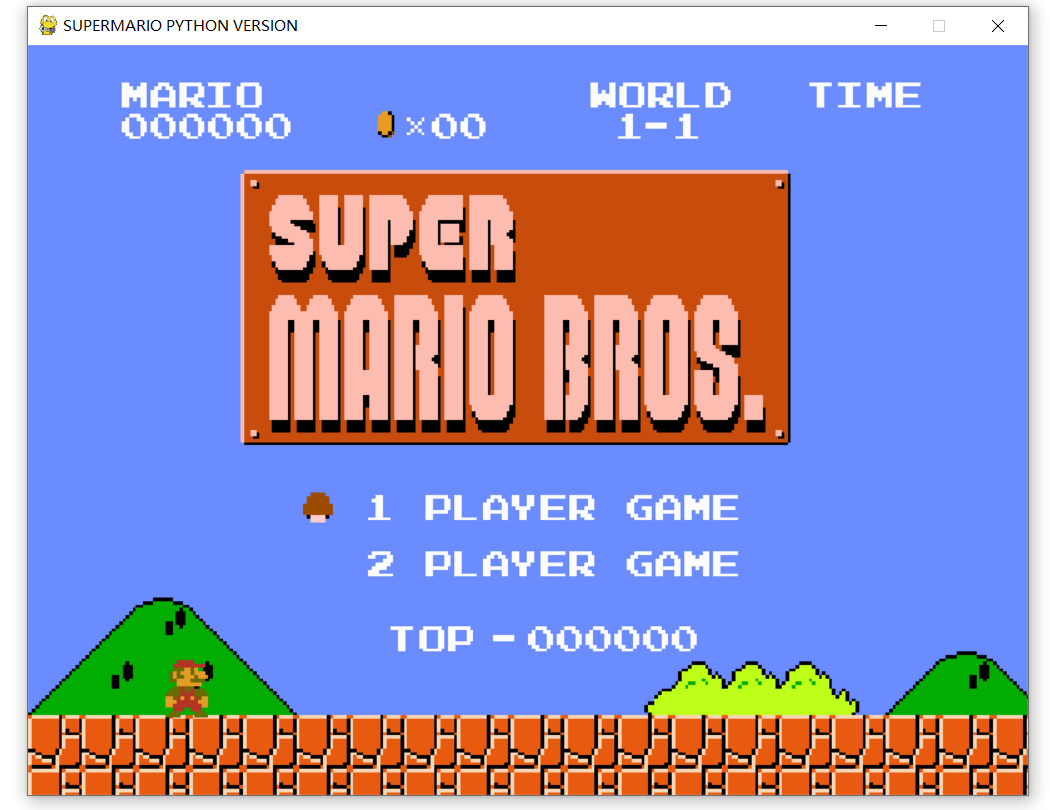 SUPERMARIO PYTHON VERSION
MARIO WORLD TIME
000000 ×00 1-1
SUPER
MARIO BROS.
1 PLAYER GAME
2 PLAYER GAME
TOP - 000000